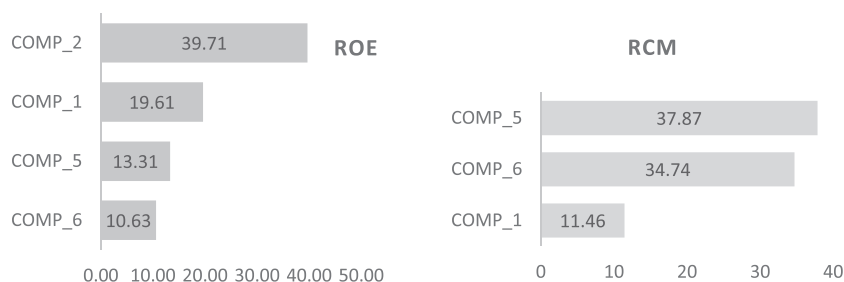 ROE
COMP_2 39.71
COMP_1 19.61
COMP_5 13.31
COMP_6 10.63
0.00 10.00 20.00 30.00 40.00 50.00
RCM
COMP_5 37.87
COMP_6 34.74
COMP_1 11.46
0 10 20 30 40